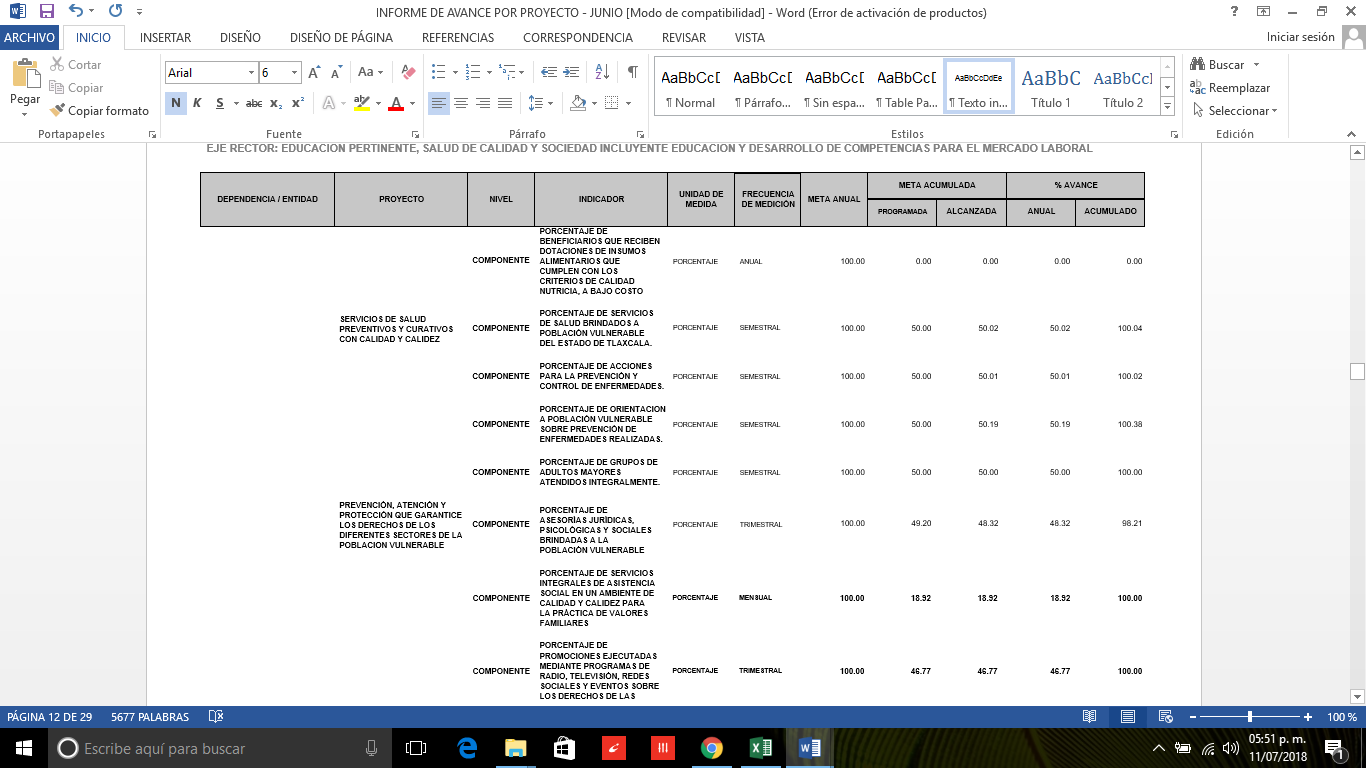 INFORME DE AVANCE POR PROYECTO - JUNIO [Modo de compatibilidad] - Word (Error de activación de productos)
ARCHIVO INICIO INSERTAR DISEÑO DISEÑO DE PÁGINA REFERENCIAS CORRESPONDENCIA REVISAR VISTA Iniciar sesión
Pegar
Cortar
Copiar
Copiar formato
Portapapeles
Arial 6
N K S abc x₂ x²
Fuente
Párrafo
AaBbCcD AaBbCcD AaBbCcD AaBbCcD AaBbCcDdEe AaBbC AaBbCc
¶ Normal ¶ Párrafo... ¶ Sin espa... ¶ Table Pa... ¶ Texto in... Título 1 Título 2
Estilos
Buscar
Reemplazar
Seleccionar
Edición
EJE RECTOR: EDUCACION PERTINENTE, SALUD DE CALIDAD Y SOCIEDAD INCLUYENTE EDUCACION Y DESARROLLO DE COMPETENCIAS PARA EL MERCADO LABORAL
DEPENDENCIA / ENTIDAD PROYECTO NIVEL INDICADOR UNIDAD DE MEDIDA FRECUENCIA DE MEDICIÓN META ANUAL META ACUMULADA % AVANCE
PROGRAMADA ALCANZADA ANUAL ACUMULADO
PORCENTAJE DE
BENEFICIARIOS QUE RECIBEN
DOTACIONES DE INSUMOS
ALIMENTARIOS QUE
CUMPLEN CON LOS
CRITERIOS DE CALIDAD
NUTRICIA, A BAJO COSTO
COMPONENTE PORCENTAJE ANUAL 100.00 0.00 0.00 0.00 0.00
SERVICIOS DE SALUD
PREVENTIVOS Y CURATIVOS
CON CALIDAD Y CALIDEZ
COMPONENTE
PORCENTAJE DE SERVICIOS
DE SALUD BRINDADOS A
POBLACIÓN VULNERABLE
DEL ESTADO DE TLAXCALA.
PORCENTAJE SEMESTRAL 100.00 50.00 50.02 50.02 100.04
COMPONENTE
PORCENTAJE DE ACCIONES
PARA LA PREVENCIÓN Y
CONTROL DE ENFERMEDADES.
PORCENTAJE SEMESTRAL 100.00 50.00 50.01 50.01 100.02
COMPONENTE
PORCENTAJE DE ORIENTACION
A POBLACIÓN VULNERABLE
SOBRE PREVENCIÓN DE
ENFERMEDADES REALIZADAS.
PORCENTAJE SEMESTRAL 100.00 50.00 50.19 50.19 100.38
COMPONENTE
PORCENTAJE DE GRUPOS DE
ADULTOS MAYORES
ATENDIDOS INTEGRALMENTE.
PORCENTAJE SEMESTRAL 100.00 50.00 50.00 50.00 100.00
PREVENCIÓN, ATENCIÓN Y
PROTECCIÓN QUE GARANTICE
LOS DERECHOS DE LOS
DIFERENTES SECTORES DE LA
POBLACION VULNERABLE
COMPONENTE
PORCENTAJE DE
ASESORÍAS JURÍDICAS,
PSICOLÓGICAS Y SOCIALES
BRINDADAS A LA
POBLACIÓN VULNERABLE
PORCENTAJE TRIMESTRAL 100.00 49.20 48.32 48.32 98.21
COMPONENTE
PORCENTAJE DE SERVICIOS
INTEGRALES DE ASISTENCIA
SOCIAL EN UN AMBIENTE DE
CALIDAD Y CALIDEZ PARA
LA PRÁCTICA DE VALORES
FAMILIARES
PORCENTAJE MENSUAL 100.00 18.92 18.92 18.92 100.00
COMPONENTE
PORCENTAJE DE
PROMOCIONES EJECUTADAS
MEDIANTE PROGRAMAS DE
RADIO, TELEVISIÓN, REDES
SOCIALES Y EVENTOS SOBRE
LOS DERECHOS DE LAS
PORCENTAJE TRIMESTRAL 100.00 46.77 46.77 46.77 100.00
PÁGINA 12 DE 29 5677 PALABRAS 100 %
Escribe aquí para buscar
05:51 p. m.
11/07/2018
1